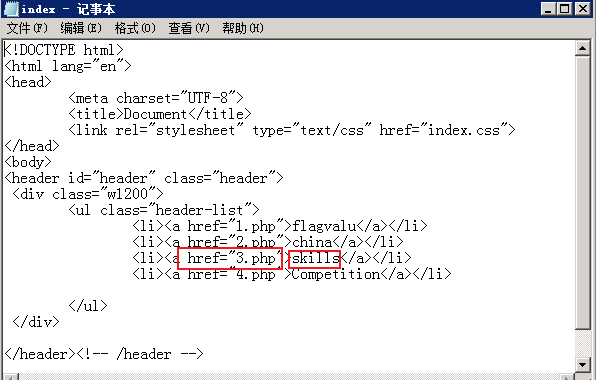 index - 记事本
文件(F) 编辑(E) 格式(O) 查看(V) 帮助(H)
<!DOCTYPE html>
<html lang="en">
<head>
        <meta charset="UTF-8">
        <title>Document</title>
        <link rel="stylesheet" type="text/css" href="index.css">
</head>
<body>
<header id="header" class="header">
 <div class="w1200">
        <ul class="header-list">
                <li><a href="1.php">flagvalu</a></li>
                <li><a href="2.php">china</a></li>
                <li><a href="3.php">skills</a></li>
                <li><a href="4.php">Competition</a></li>
        </ul>
 </div>
</header><!-- /header -->